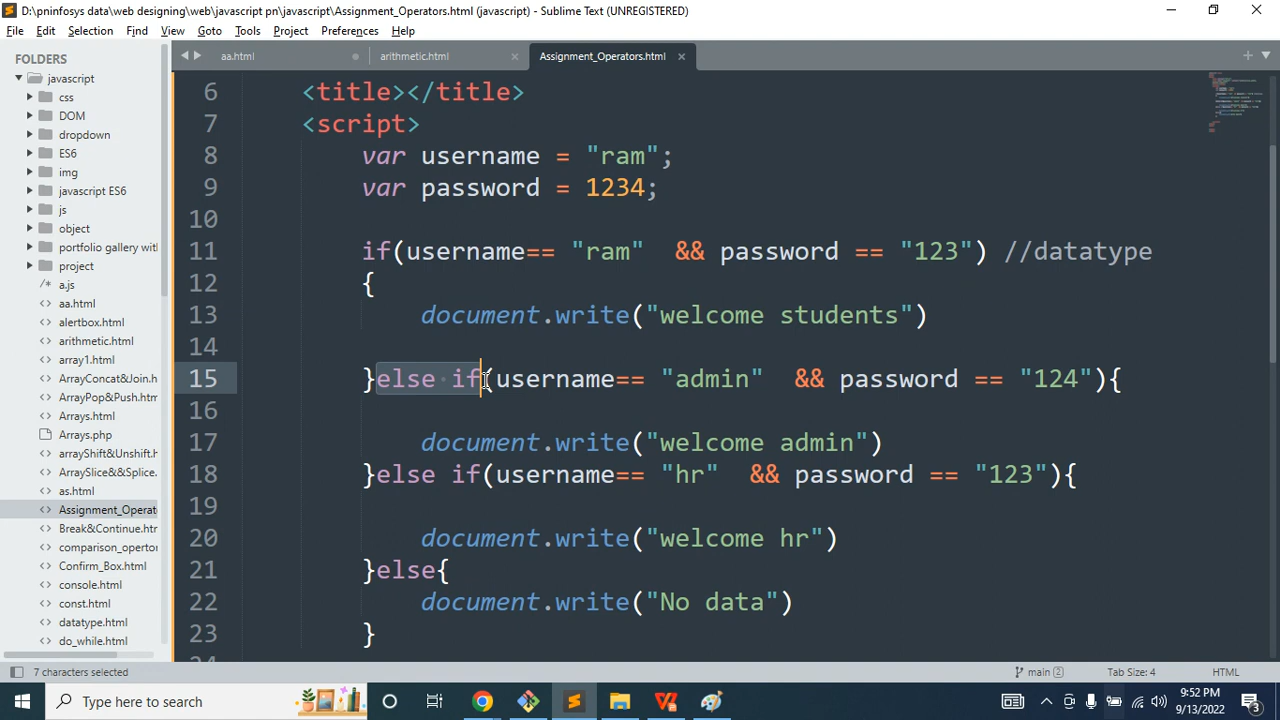 D:\pninfosys data\web designing\web\javascript pn\javascript\Assignment_Operators.html (javascript) - Sublime Text (UNREGISTERED)
File Edit Selection Find View Goto Tools Project Preferences Help
FOLDERS
javascript
css
DOM
dropdown
ES6
img
javascript ES6
js
object
portfolio gallery wit
project
a.js
aa.html
alertbox.html
arithmetic.html
array1.html
ArrayConcat&Join.h
ArrayPop&Push.htm
Arrays.html
Arrays.php
arrayShift&Unshift.h
ArraySlice&&Splice.
as.html
Assignment_Operat
Break&Continue.htr
comparison_opertor
Confirm_Box.html
console.html
const.html
datatype.html
do_while.html
aa.html arithmetic.html Assignment_Operators.html
6 <title></title>
7 <script>
8 var username = "ram";
9 var password = 1234;
10
11 if(username== "ram" && password == "123") //datatype
12 {
13 document.write("welcome students")
14
15 }else if(username== "admin" && password == "124"){
16
17 document.write("welcome admin")
18 }else if(username== "hr" && password == "123"){
19
20 document.write("welcome hr")
21 }else{
22 document.write("No data")
23 }
7 characters selected main 2 Tab Size: 4 HTML
Type here to search
9:52 PM
9/13/2022
3